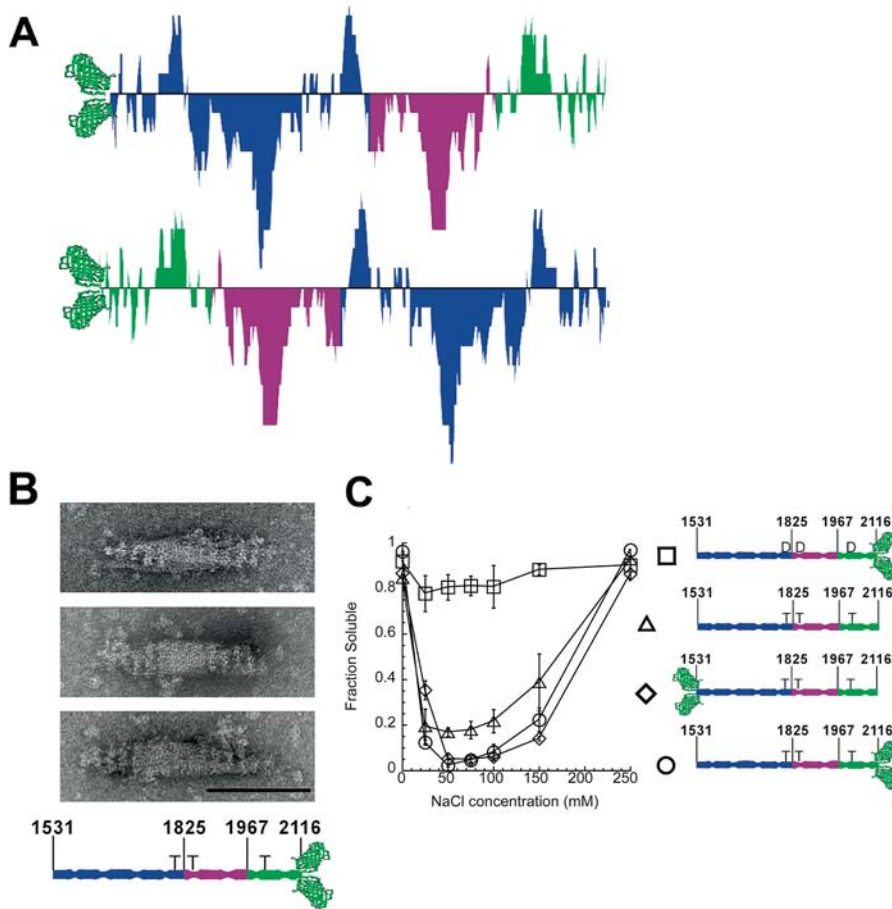 A
B
C
1531 1825 1967 2116
T T T
Fraction Soluble
1
0.8
0.6
0.4
0.2
0
0 50 100 150 200 250
NaCl concentration (mM)
1531 1825 1967 2116
D D D
1531 1825 1967 2116
T T T
1531 1825 1967 2116
T T T
1531 1825 1967 2116
T T T